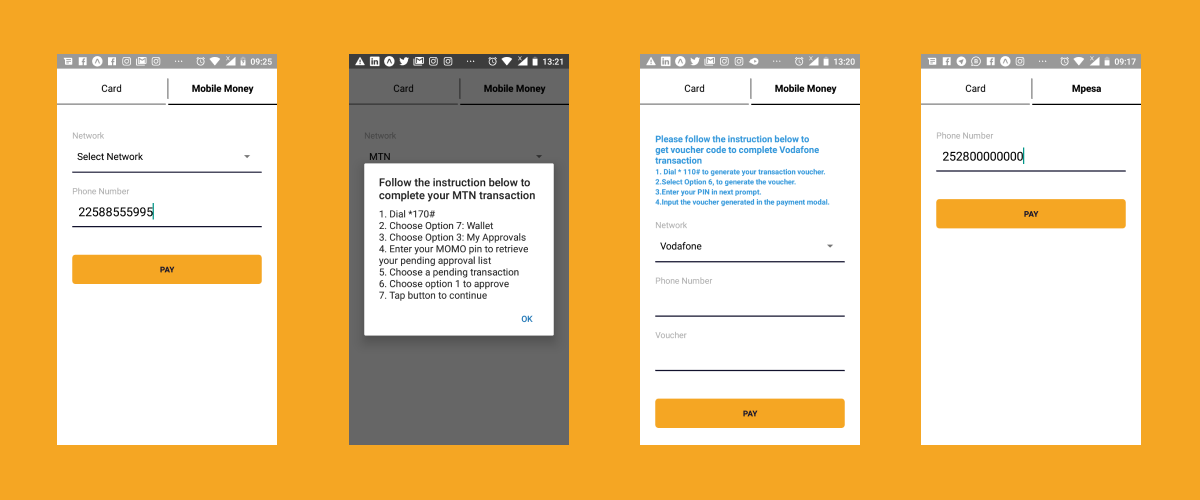 09:25
Card Mobile Money
Network
Select Network
Phone Number
22588555995
PAY
13:21
Card Mobile Money
Network
MTN
Follow the instruction below to
complete your MTN transaction
1. Dial *170#
2. Choose Option 7: Wallet
3. Choose Option 3: My Approvals
4. Enter your MOMO pin to retrieve
your pending approval list
5. Choose a pending transaction
6. Choose option 1 to approve
7. Tap button to continue
OK
13:20
Card Mobile Money
Please follow the instruction below to
get voucher code to complete Vodafone
transaction
1. Dial * 110# to generate your transaction voucher.
2.Select Option 6, to generate the voucher.
3.Enter your PIN in next prompt.
4.Input the voucher generated in the payment modal.
Network
Vodafone
Phone Number
Voucher
PAY
09:17
Card Mpesa
Phone Number
252800000000
PAY